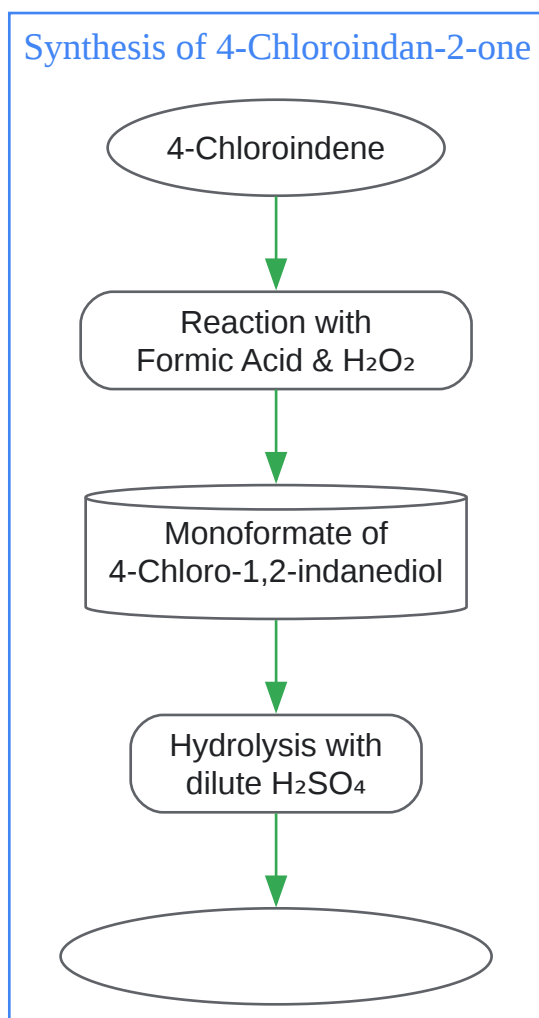 Synthesis of 4-Chloroindan-2-one
4-Chloroindene
Reaction with
Formic Acid & H₂O₂
Monoformate of
4-Chloro-1,2-indanediol
Hydrolysis with
dilute H₂SO₄